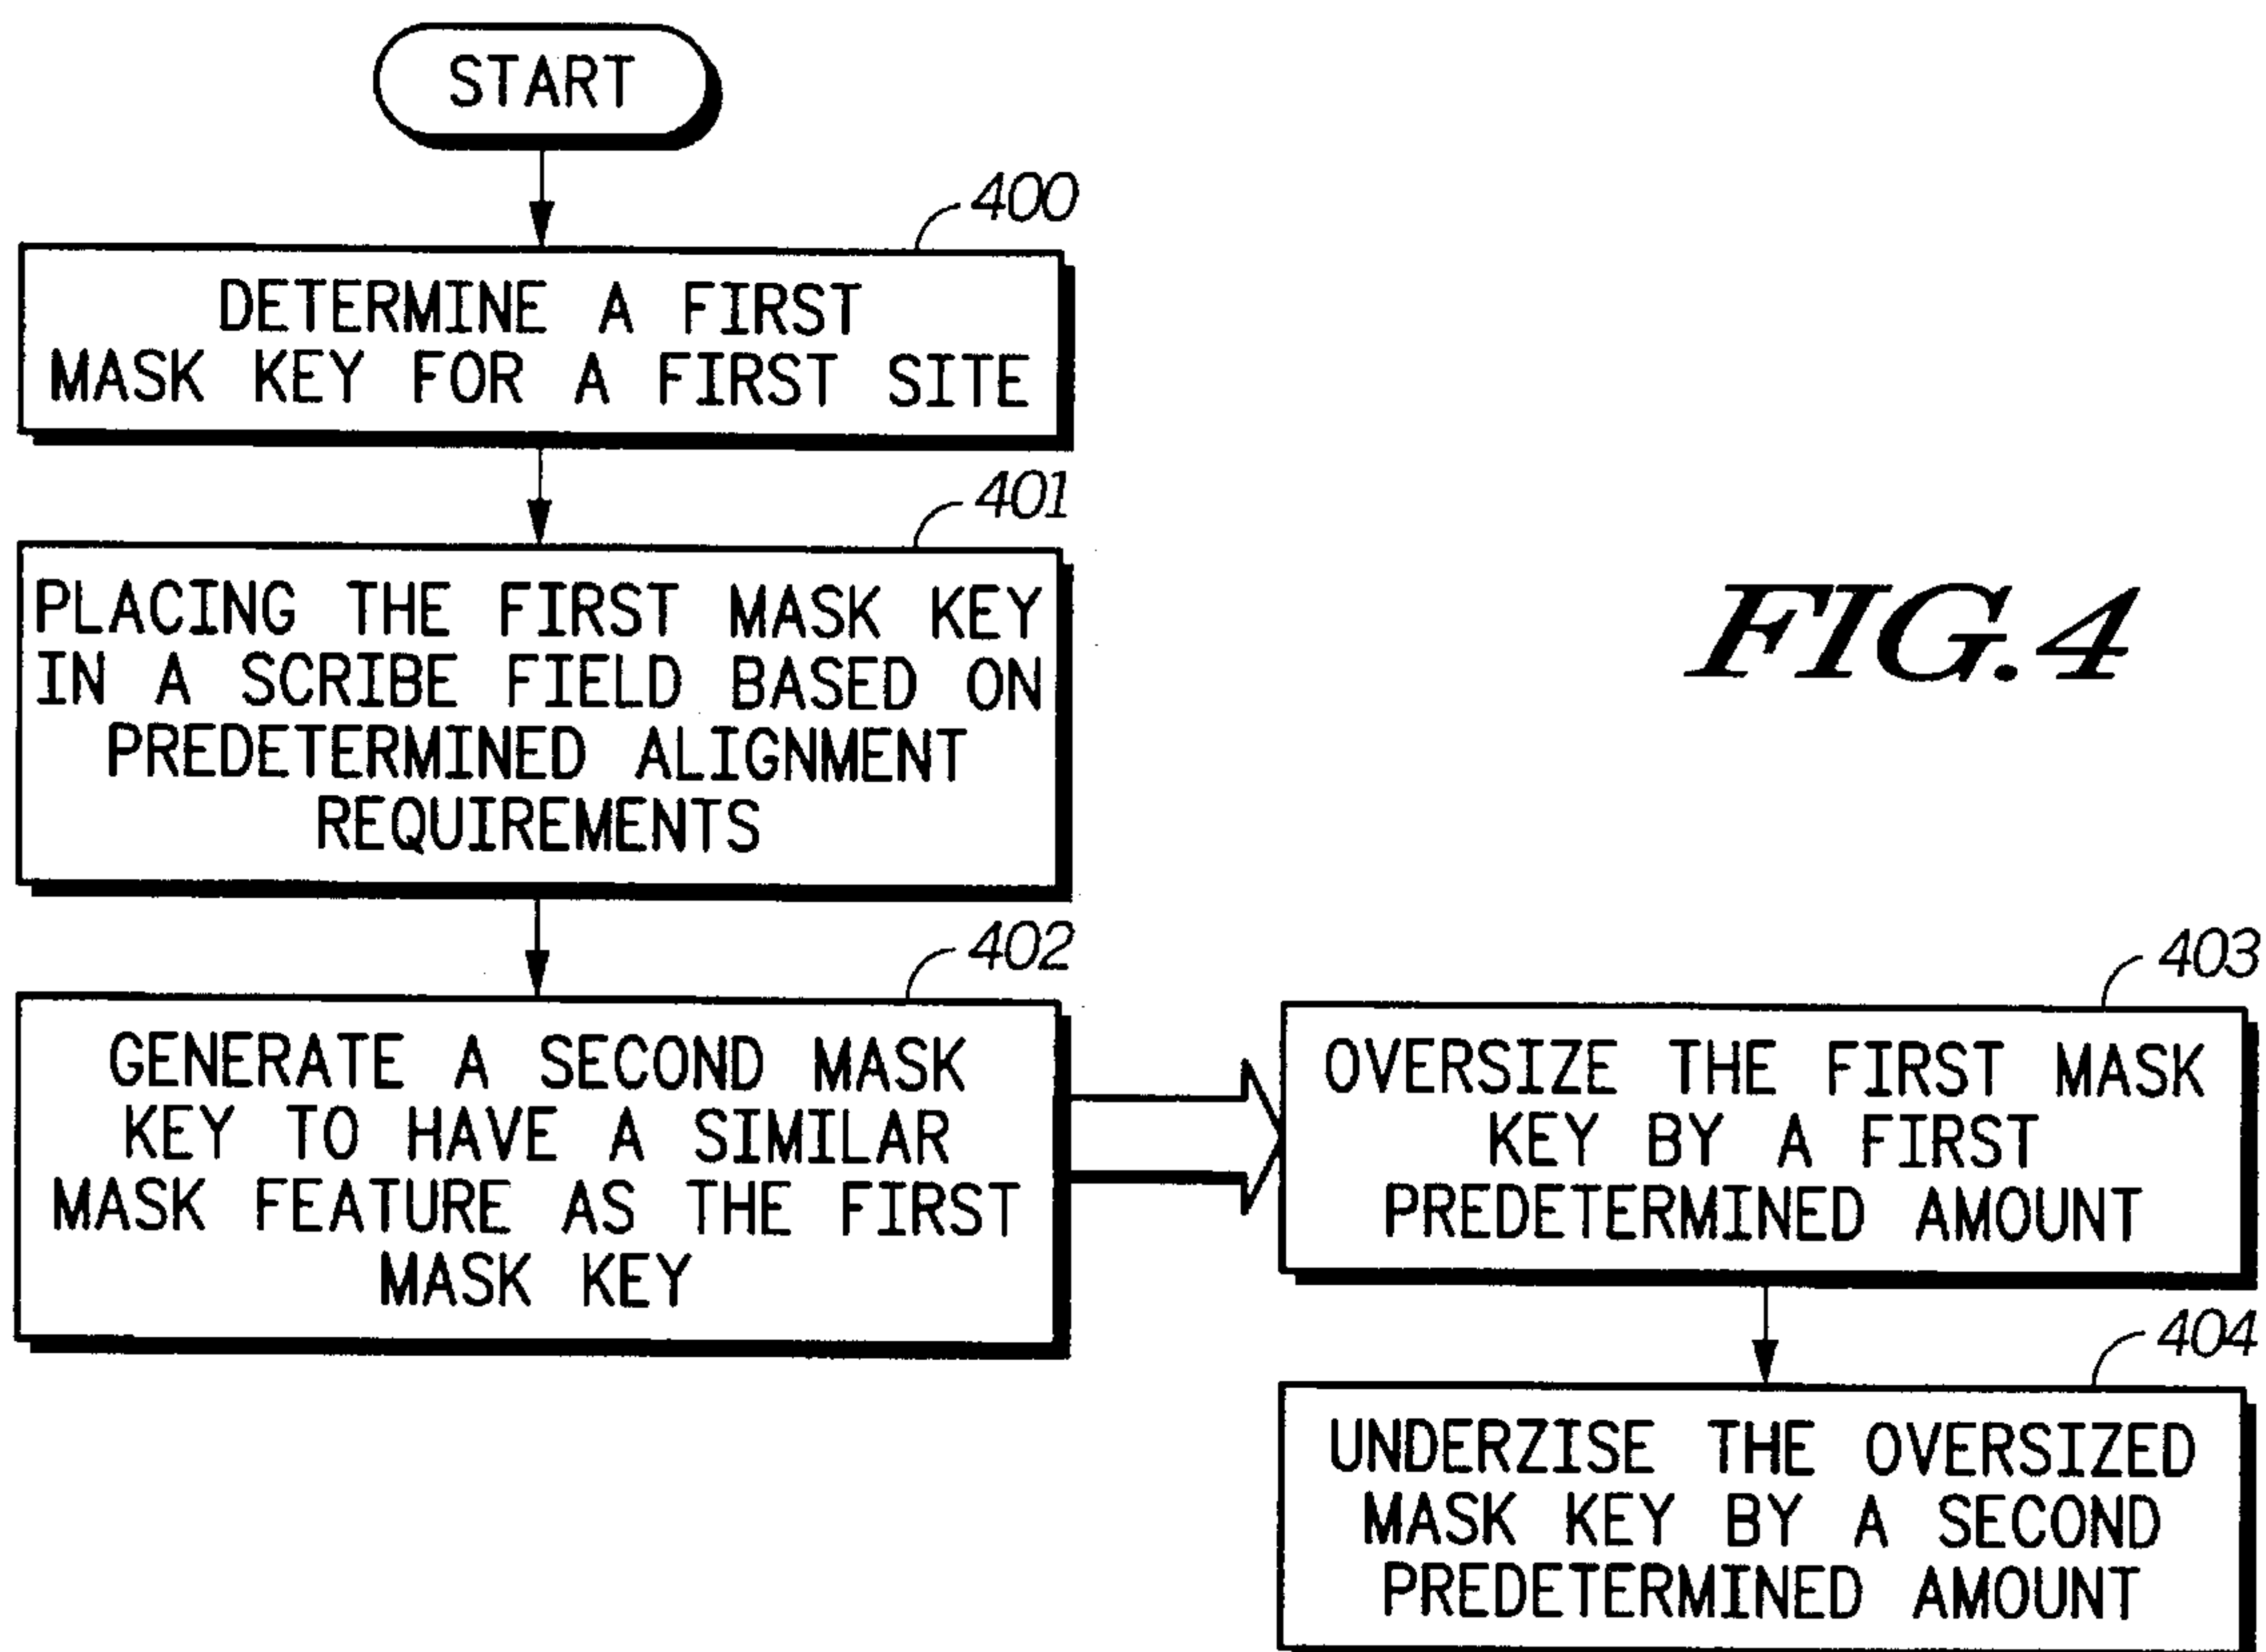 START
400
DETERMINE A FIRST
MASK KEY FOR A FIRST SITE
401
PLACING THE FIRST MASK KEY
IN A SCRIBE FIELD BASED ON
PREDETERMINED ALIGNMENT
REQUIREMENTS
FIG.4
402
GENERATE A SECOND MASK
KEY TO HAVE A SIMILAR
MASK FEATURE AS THE FIRST
MASK KEY
403
OVERSIZE THE FIRST MASK
KEY BY A FIRST
PREDETERMINED AMOUNT
404
UNDERZISE THE OVERSIZED
MASK KEY BY A SECOND
PREDETERMINED AMOUNT